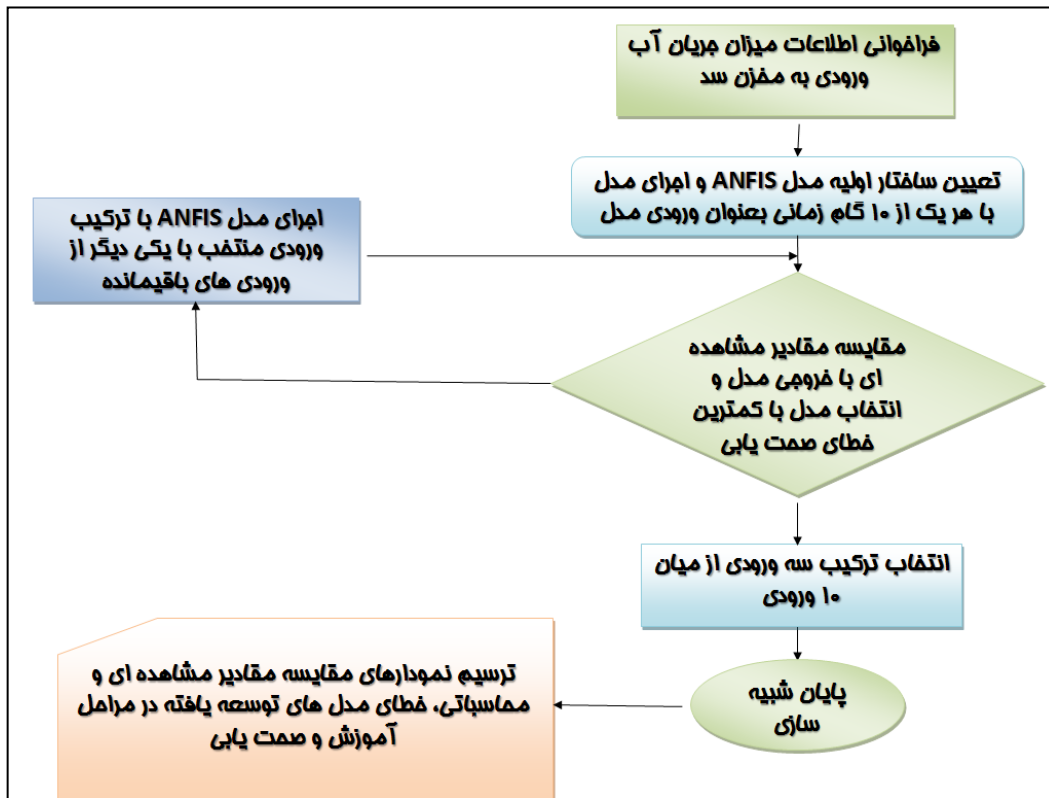 فراخوانی اطلاعات میزان جریان آب
ورودی به مخزن سد
تعیین ساختار اولیه مدل ANFIS و اجرای مدل
با هر یک از ۱۰ گام زمانی بعنوان ورودی مدل
اجرای مدل ANFIS با ترکیب
ورودی منتخب با یکی دیگر از
ورودی های باقیمانده
مقایسه مقادیر مشاهده
ای با خروجی مدل و
انتخاب مدل با کمترین
خطای صحت یابی
انتخاب ترکیب سه ورودی از میان
۱۰ ورودی
پایان شبیه
سازی
ترسیم نمودارهای مقایسه مقادیر مشاهده ای و
محاسباتی، خطای مدل های توسعه یافته در مراحل
آموزش و صحت یابی